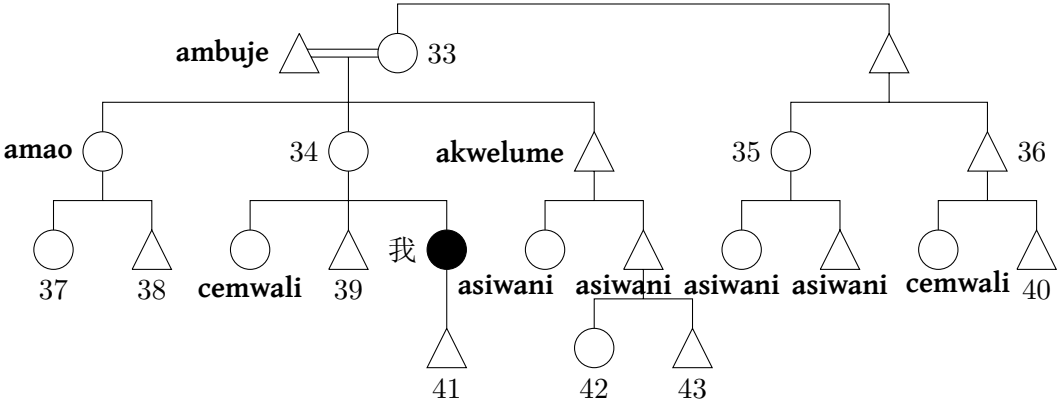 ambuje 33
amao 34 akwelume 35 36
我
37 38 cemwali 39 asiwani asiwani asiwani asiwani cemwali 40
41 42 43